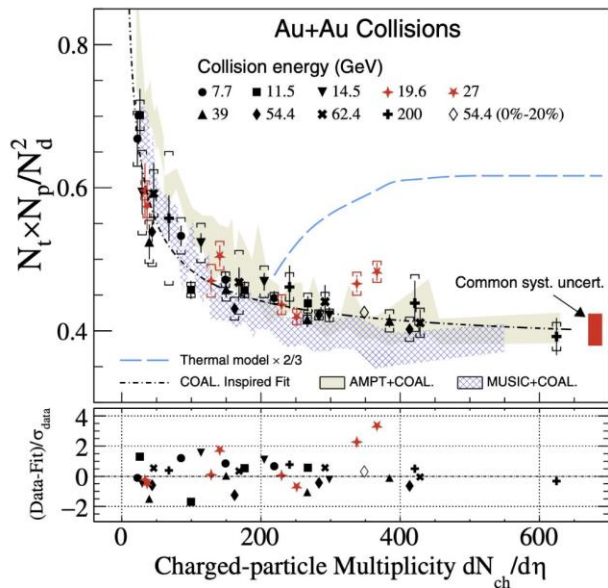 Au+Au Collisions
Collision energy (GeV)
7.7 11.5 14.5 19.6 27
39 54.4 62.4 200 54.4 (0%-20%)
0.8
0.6
0.4
N_t×N_p/N_d^2
Common syst. uncert.
Thermal model × 2/3
COAL. Inspired Fit AMPT+COAL. MUSIC+COAL.
4
2
0
−2
(Data-Fit)/σ_data
0 200 400 600
Charged-particle Multiplicity dN_ch/dη